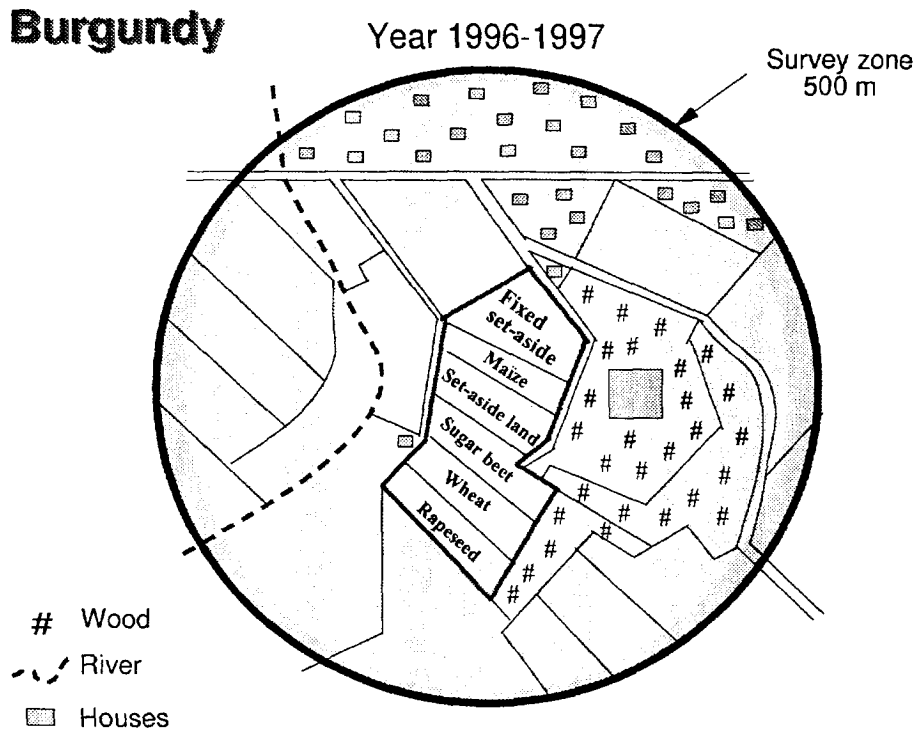 Burgundy
Year 1996-1997
Survey zone
500 m
Fixed
set-aside
Maize
Set-aside land
Sugar beet
Wheat
Rapeseed
# Wood
River
Houses